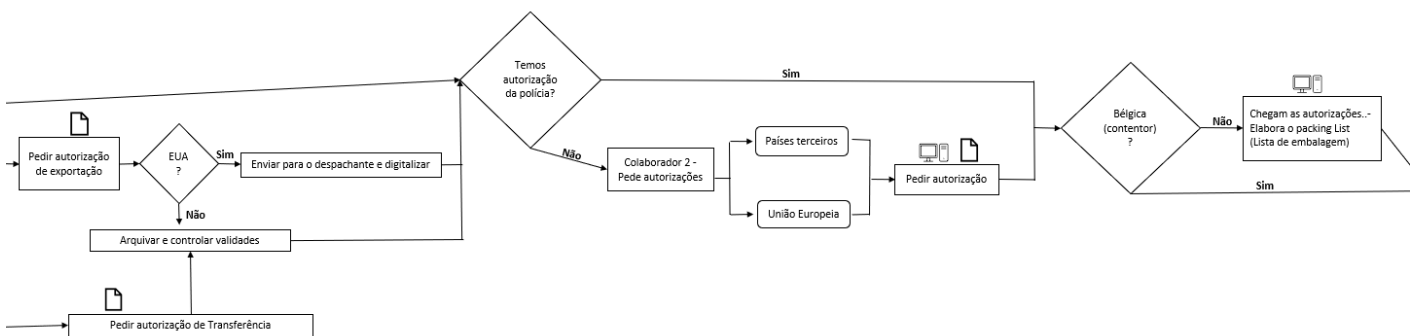 Temos
autorização
da polícia?
Sim
Não
Pedir autorização
de exportação
EUA
?
Sim
Não
Enviar para o despachante e digitalizar
Arquivar e controlar validades
Pedir autorização de Transferência
Colaborador 2 -
Pede autorizações
Países terceiros
União Europeia
Pedir autorização
Bélgica
(contentor)
?
Não
Sim
Chegam as autorizações..-
Elabora o packing List
(Lista de embalagem)